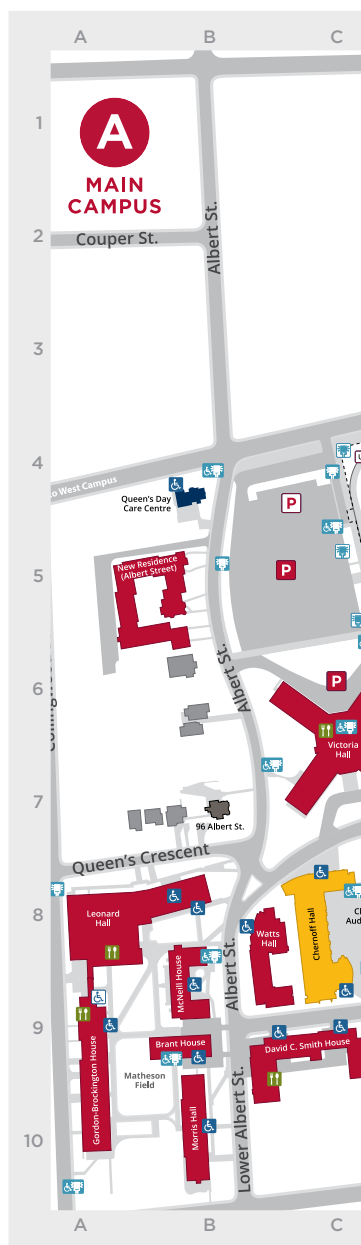 A B C
1
A
MAIN
CAMPUS
2
Couper St.
Albert St.
3
4
to West Campus
Queen's Day
Care Centre
P
5
New Residence
(Albert Street)
P
Albert St.
6
P
Victoria
Hall
7
96 Albert St.
Queen's Crescent
8
Leonard
Hall
Watts
Hall
Chernoff Hall
Albert St.
McNeill House
9
Brant House
David C. Smith House
Matheson
Field
Gordon-Brockington House
Morris Hall
Lower Albert St.
10
A B C